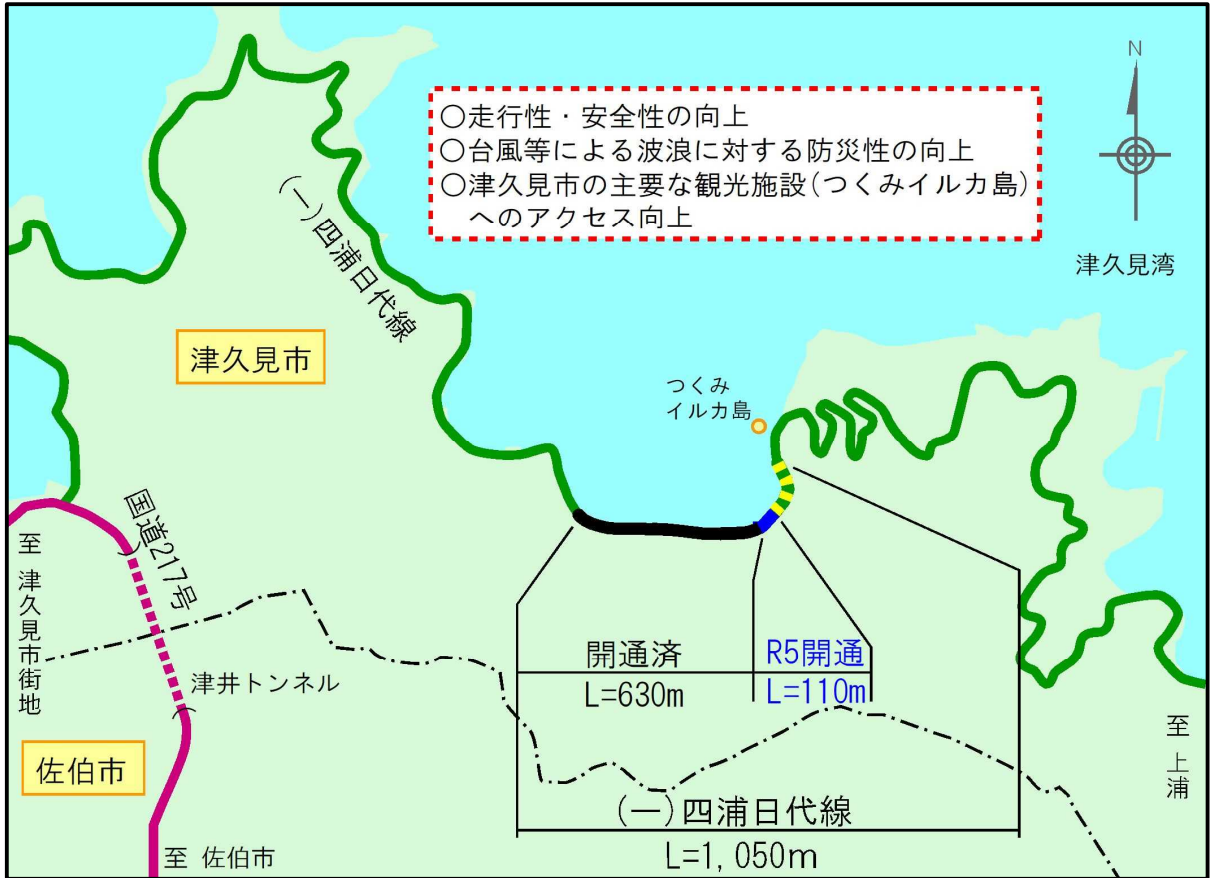 N
○走行性・安全性の向上
○台風等による波浪に対する防災性の向上
○津久見市の主要な観光施設(つくみイルカ島)
へのアクセス向上
津久見湾
(一)四浦日代線
津久見市
つくみ
イルカ島
国道217号
至 津久見市街地
津井トンネル
開通済
L=630m
R5開通
L=110m
至 上浦
佐伯市
(一)四浦日代線
L=1,050m
至 佐伯市